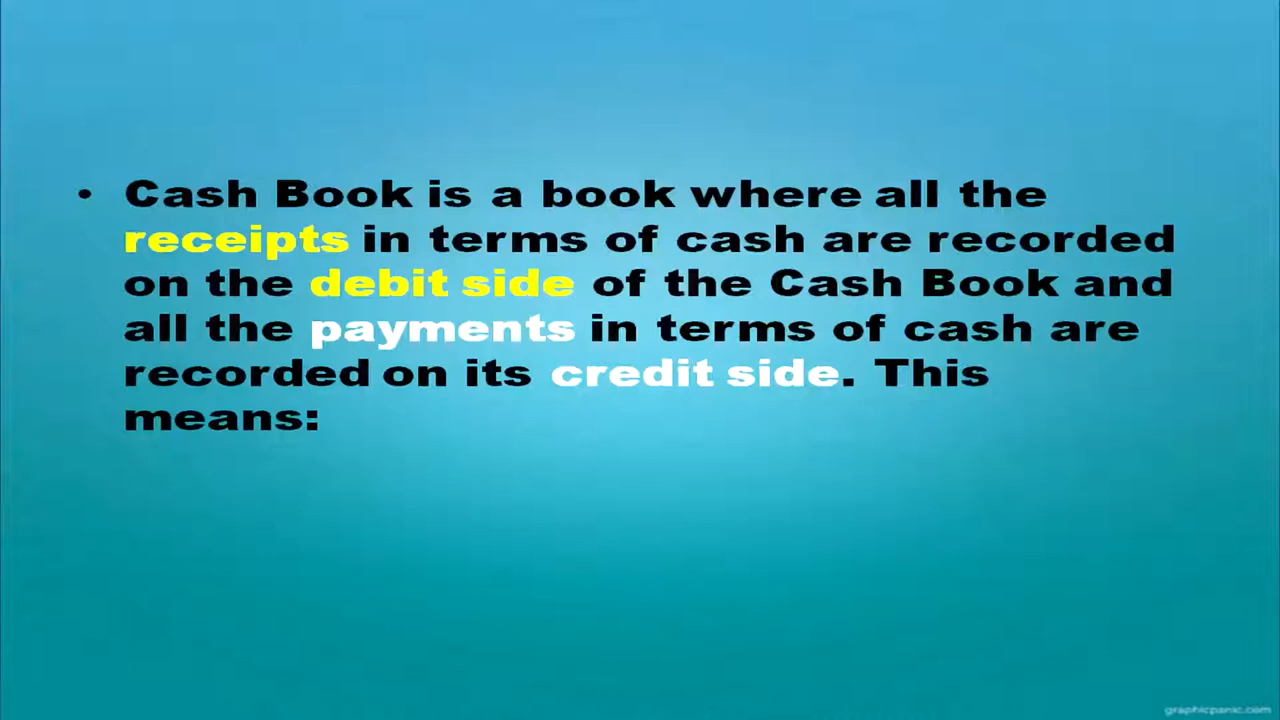 • Cash Book is a book where all the
receipts in terms of cash are recorded
on the debit side of the Cash Book and
all the payments in terms of cash are
recorded on its credit side. This
means:
graphicpanic.com